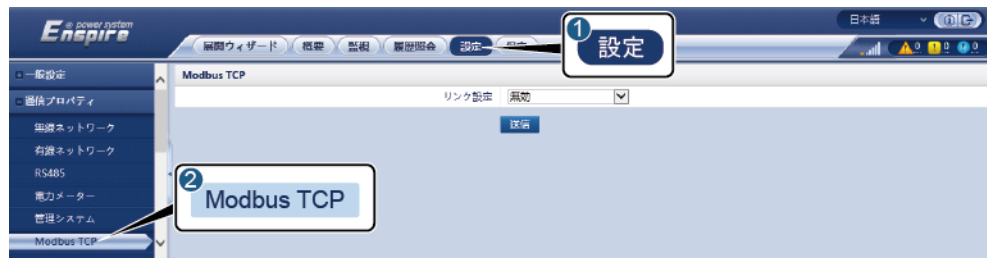 e power system
Enspire
日本語
展開ウィザード 概要 監視 履歴照会 設定
1 設定
一般設定
通信プロパティ
無線ネットワーク
有線ネットワーク
RS485
電力メーター
管理システム
Modbus TCP
Modbus TCP
リンク設定 無効
送信
2 Modbus TCP